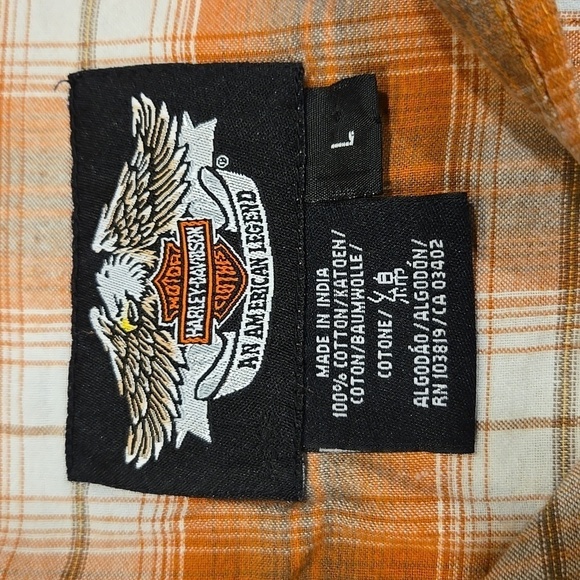 MOTOR
HARLEY-DAVIDSON
CYCLES
AN AMERICAN LEGEND
®
L
MADE IN INDIA
100% COTTON/KATOEN/
COTON/BAUMWOLLE/
COTONE/
ALGODÁO/ALGODÓN/
RN 103819/CA 03402